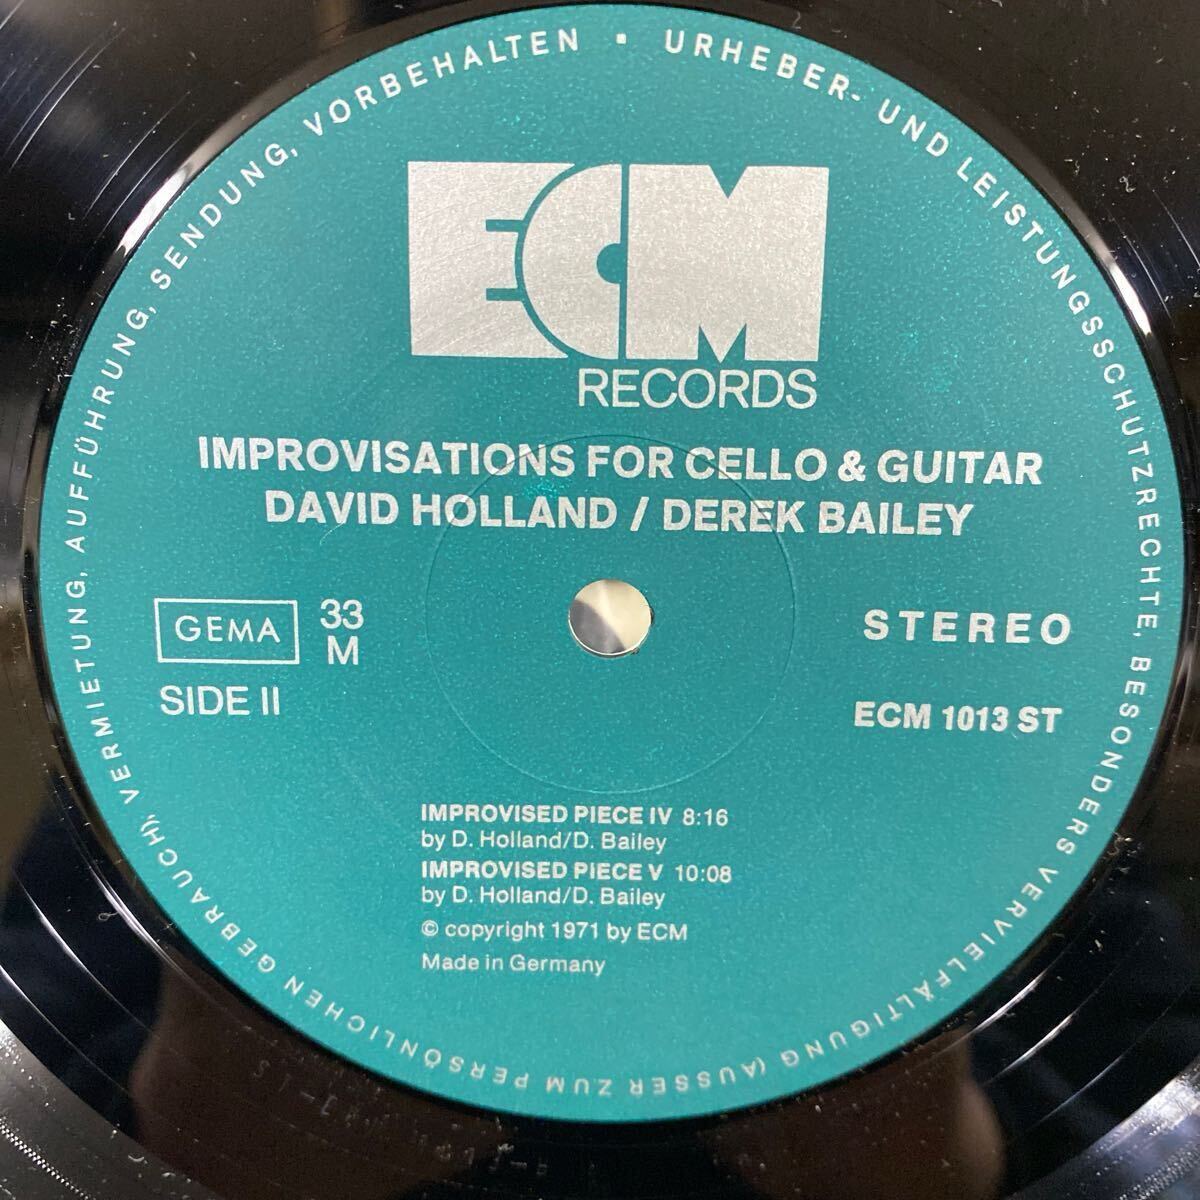 URHEBER- UND LEISTUNGSSCHUTZRECHTE, BESONDERS VERVIELFÄLTIGUNG (AUSSER ZUM PERSÖNLICHEN GEBRAUCH), VERMIETUNG, AUFFÜHRUNG, SENDUNG, VORBEHALTEN ·
ECM
RECORDS
IMPROVISATIONS FOR CELLO & GUITAR
DAVID HOLLAND / DEREK BAILEY
GEMA
33
M
SIDE II
STEREO
ECM 1013 ST
IMPROVISED PIECE IV 8:16
by D. Holland/D. Bailey
IMPROVISED PIECE V 10:08
by D. Holland/D. Bailey
© copyright 1971 by ECM
Made in Germany